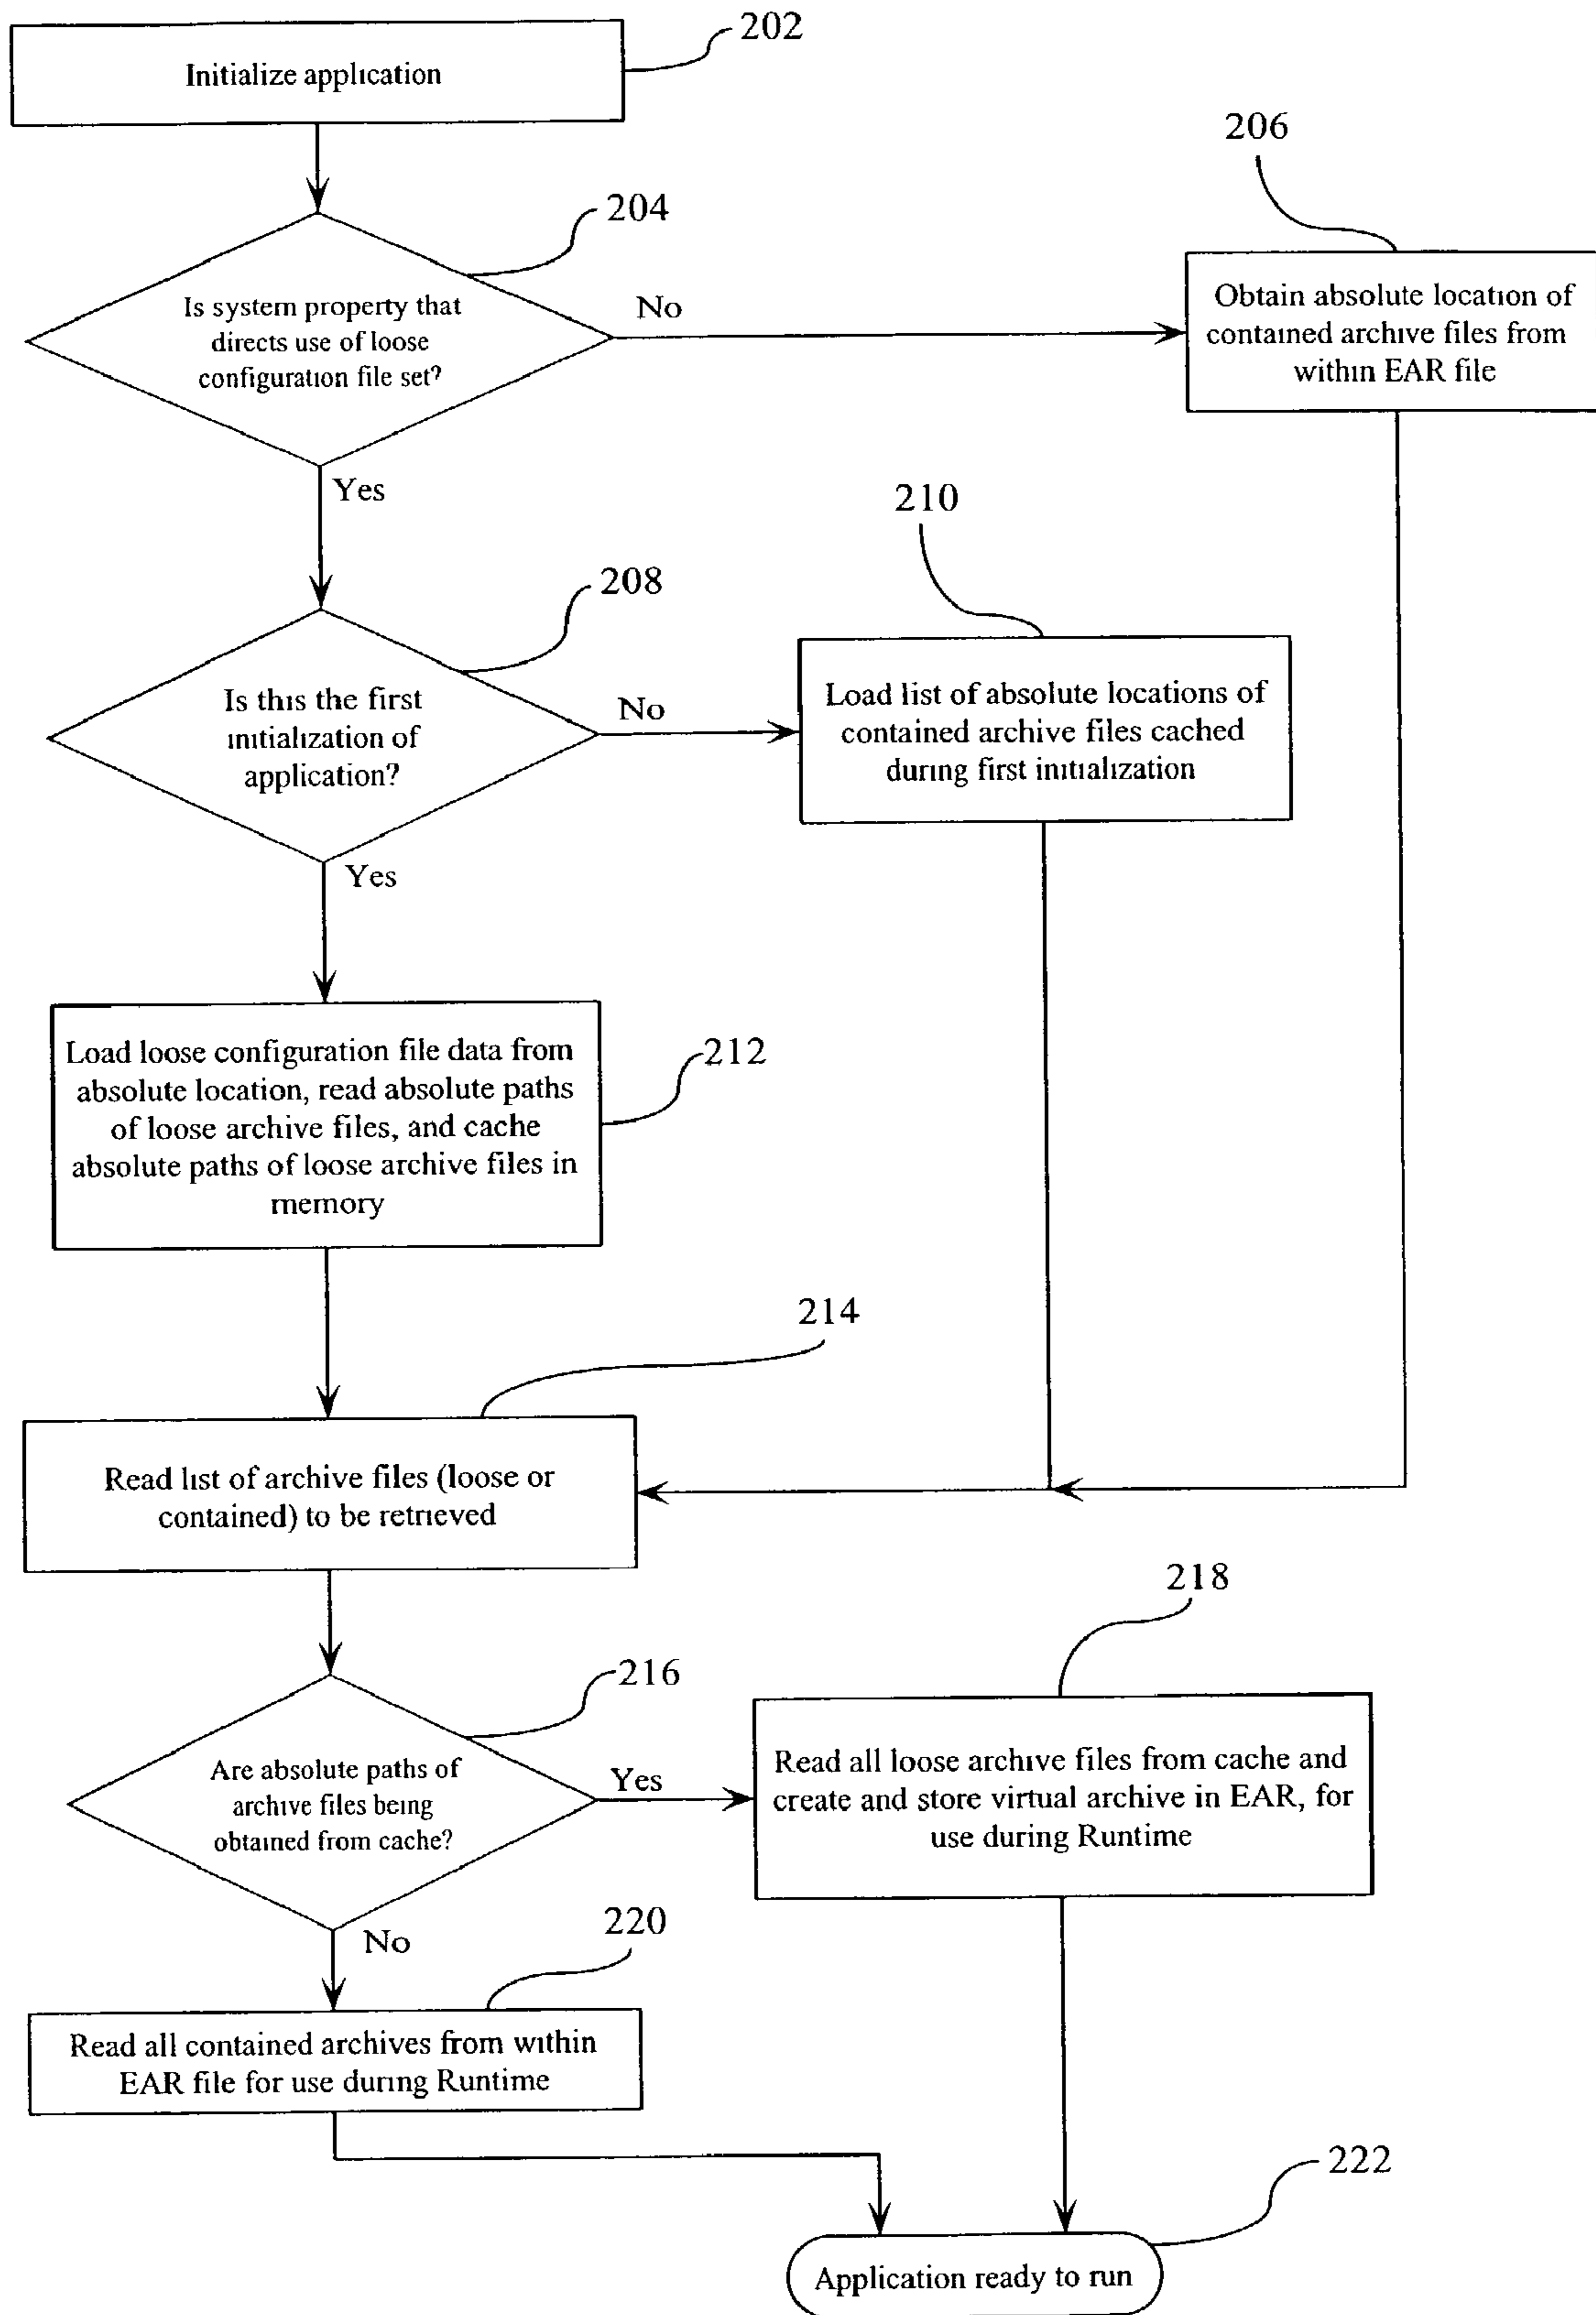 202
Initialize application
206
204
Is system property that
directs use of loose
configuration file set?
No
Obtain absolute location of
contained archive files from
within EAR file
Yes
210
208
Is this the first
initialization of
application?
No
Load list of absolute locations of
contained archive files cached
during first initialization
Yes
Load loose configuration file data from
absolute location, read absolute paths
of loose archive files, and cache
absolute paths of loose archive files in
memory
212
214
Read list of archive files (loose or
contained) to be retrieved
218
216
Are absolute paths of
archive files being
obtained from cache?
Yes
Read all loose archive files from cache and
create and store virtual archive in EAR, for
use during Runtime
No
220
Read all contained archives from within
EAR file for use during Runtime
222
Application ready to run